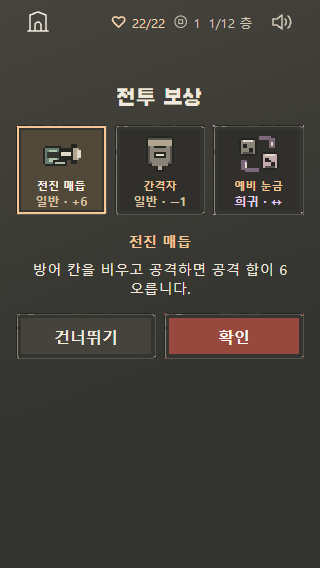 22/22 1 1/12 층
전투 보상
전진 매듭
일반 · +6
간격자
일반 · −1
예비 눈금
희귀 · ↔
전진 매듭
방어 칸을 비우고 공격하면 공격 합이 6
오릅니다.
건너뛰기
확인